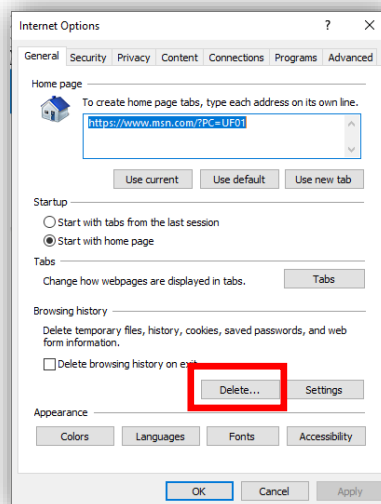 Internet Options ? X
General Security Privacy Content Connections Programs Advanced
Home page
To create home page tabs, type each address on its own line.
https://www.msn.com/?PC=UF01
Use current Use default Use new tab
Startup
Start with tabs from the last session
Start with home page
Tabs
Change how webpages are displayed in tabs. Tabs
Browsing history
Delete temporary files, history, cookies, saved passwords, and web
form information.
Delete browsing history on exit
Delete... Settings
Appearance
Colors Languages Fonts Accessibility
OK Cancel Apply